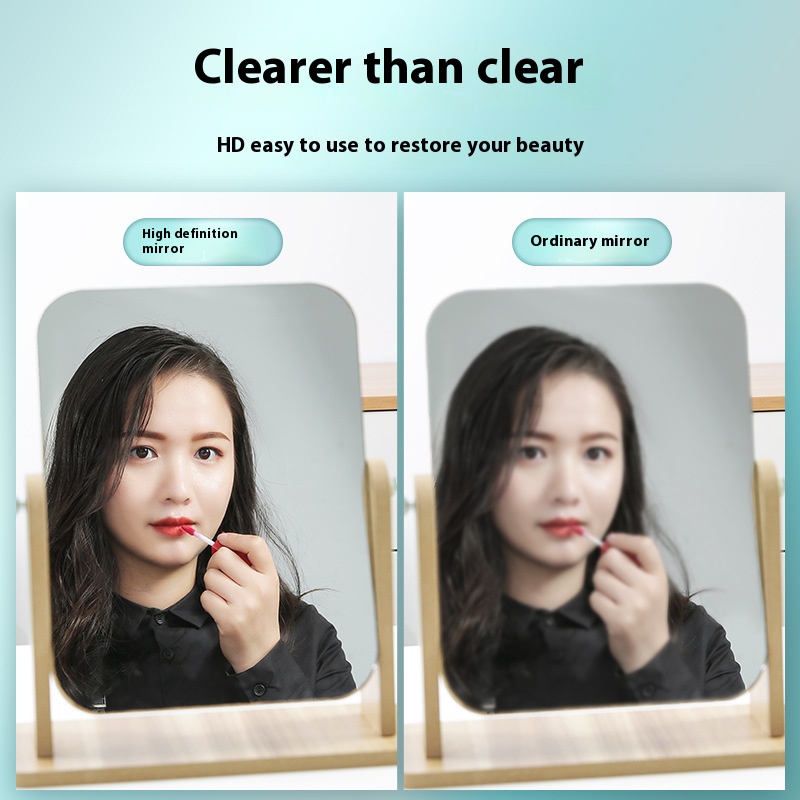 Clearer than clear
HD easy to use to restore your beauty
High definition
mirror
Ordinary mirror